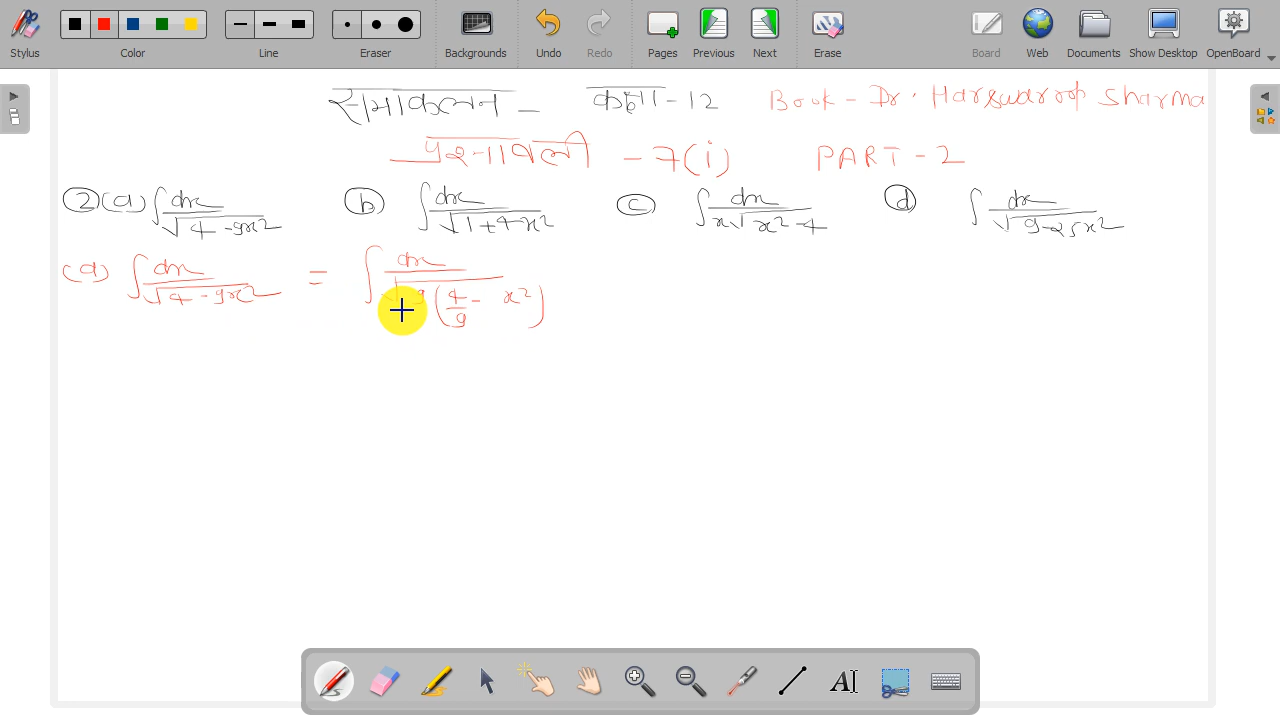 Stylus Color Line Eraser Backgrounds Undo Redo Pages Previous Next Erase Board Web Documents Show Desktop OpenBoard
समाकलन – कक्षा - 12 Book - Dr. Harswaroop Sharma
प्रश्नावली - 7(i) PART - 2
② (a) ∫ dx/√(4 - 9x²) ⓑ ∫ dx/√(1+4x²) ⓒ ∫ dx/(x√(x² - 4)) ⓓ ∫ dx/√(9 - 25x²)
(a) ∫ dx/√(4 - 9x²) = ∫ dx/√(9(4/9 - x²))